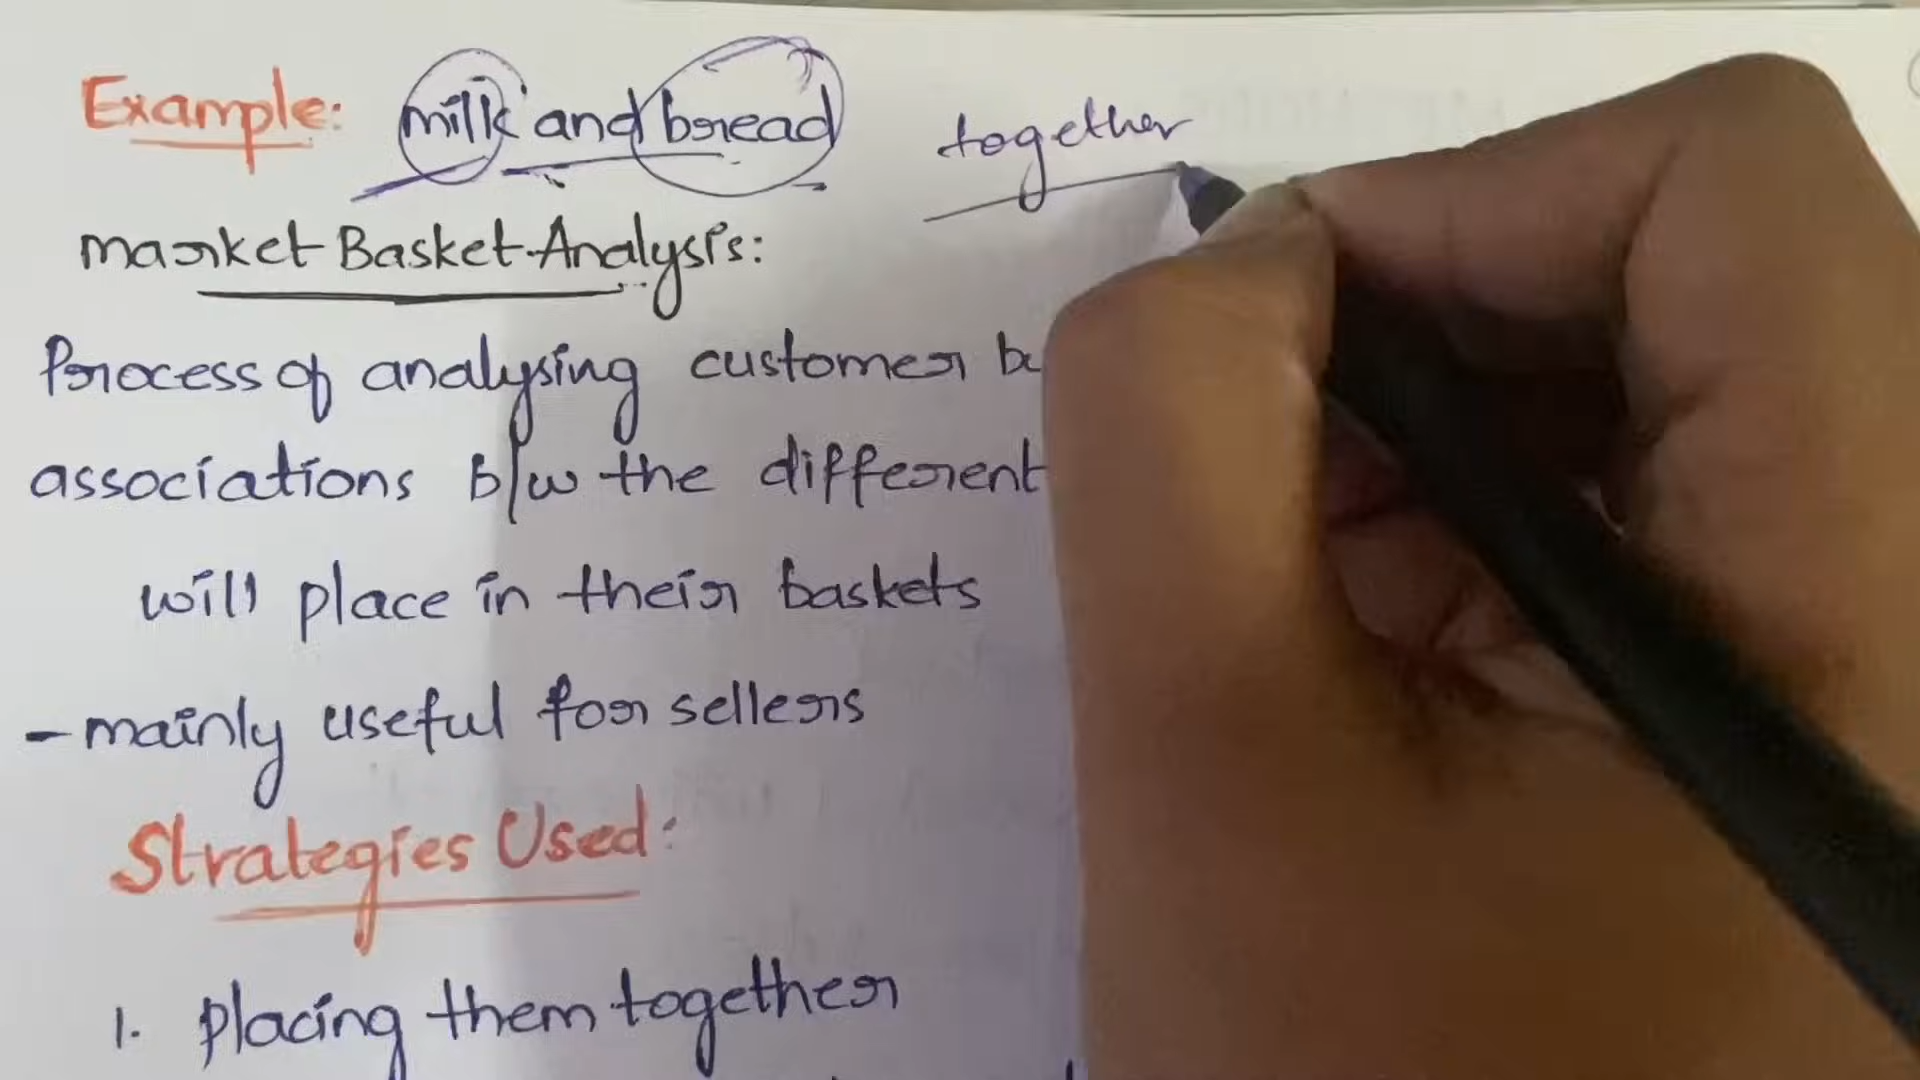 Example: milk and bread together
market Basket Analysis:
Process of analysing customer
associations b/w the different
will place in their baskets
- mainly useful for sellers
Strategies Used:
1. placing them together